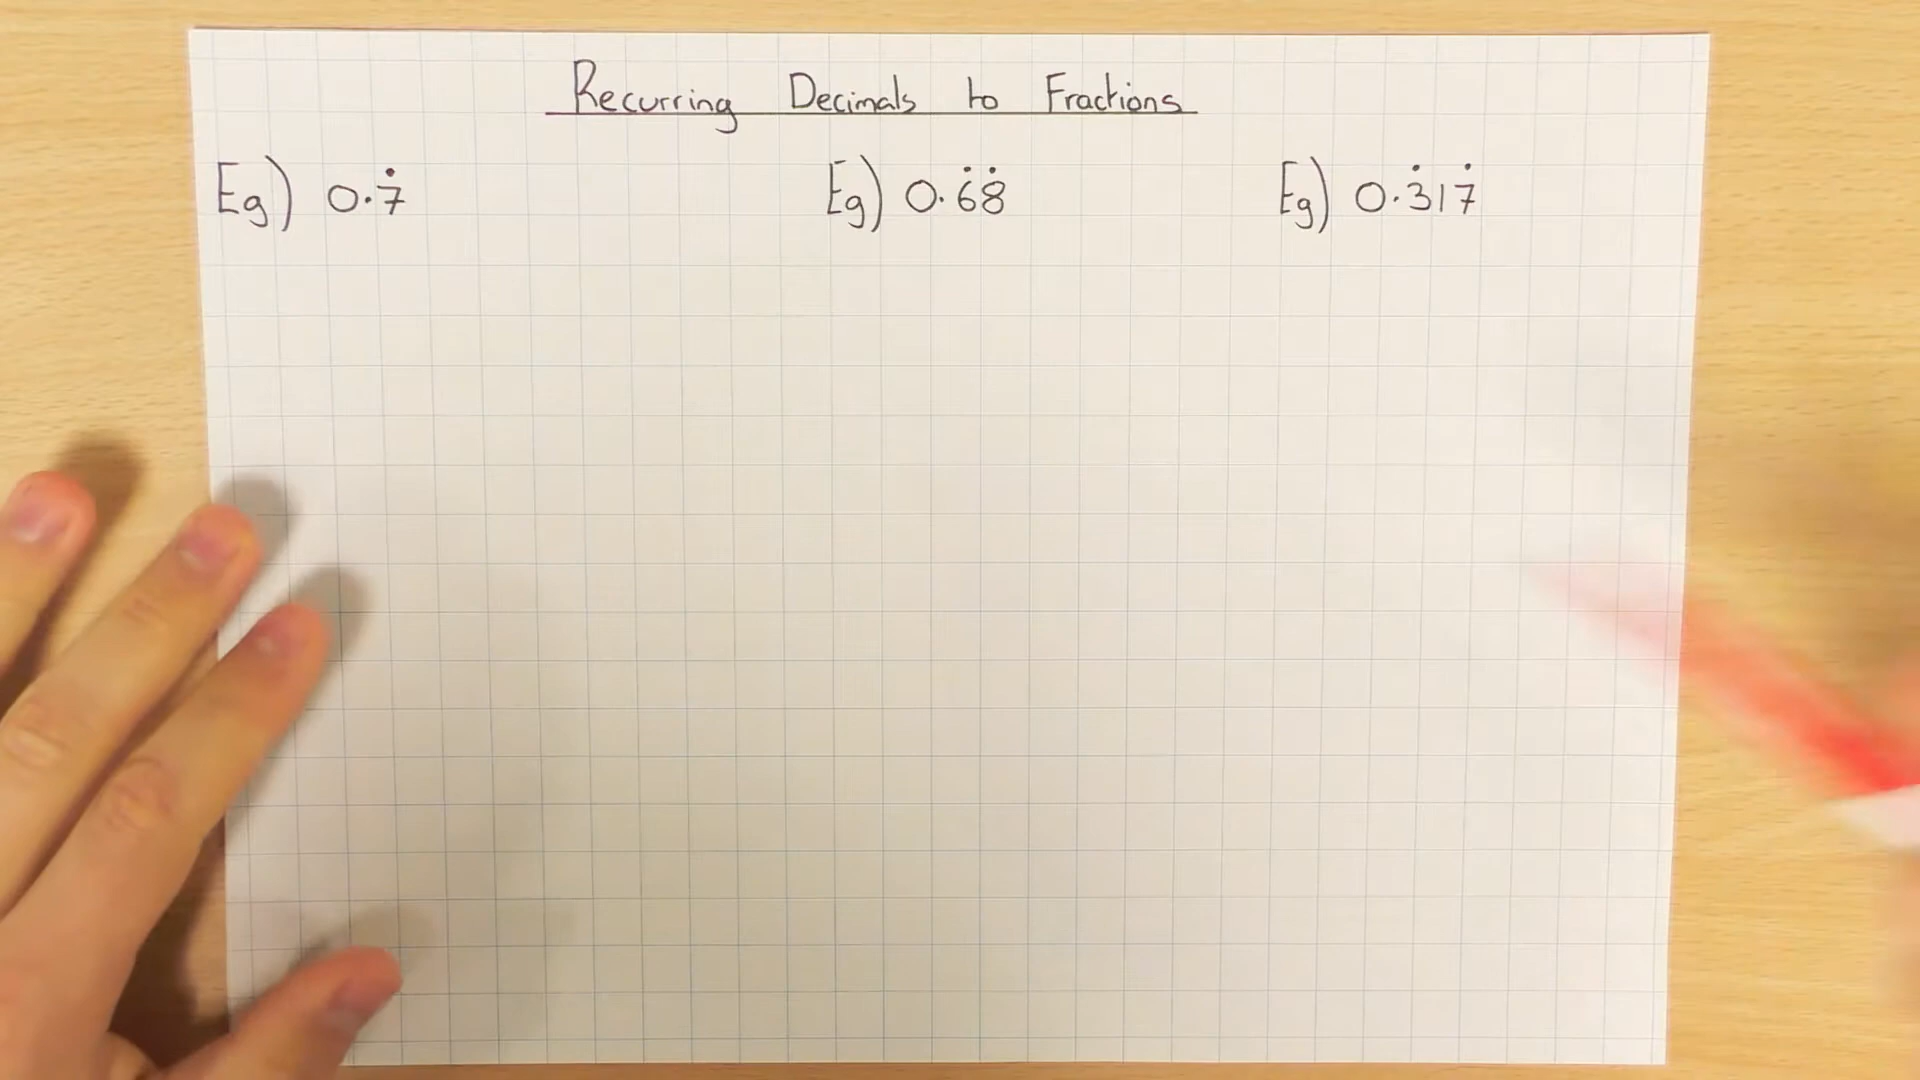 Recurring Decimals to Fractions
Eg) 0.7̇ Eg) 0.6̇8̇ Eg) 0.3̇17̇